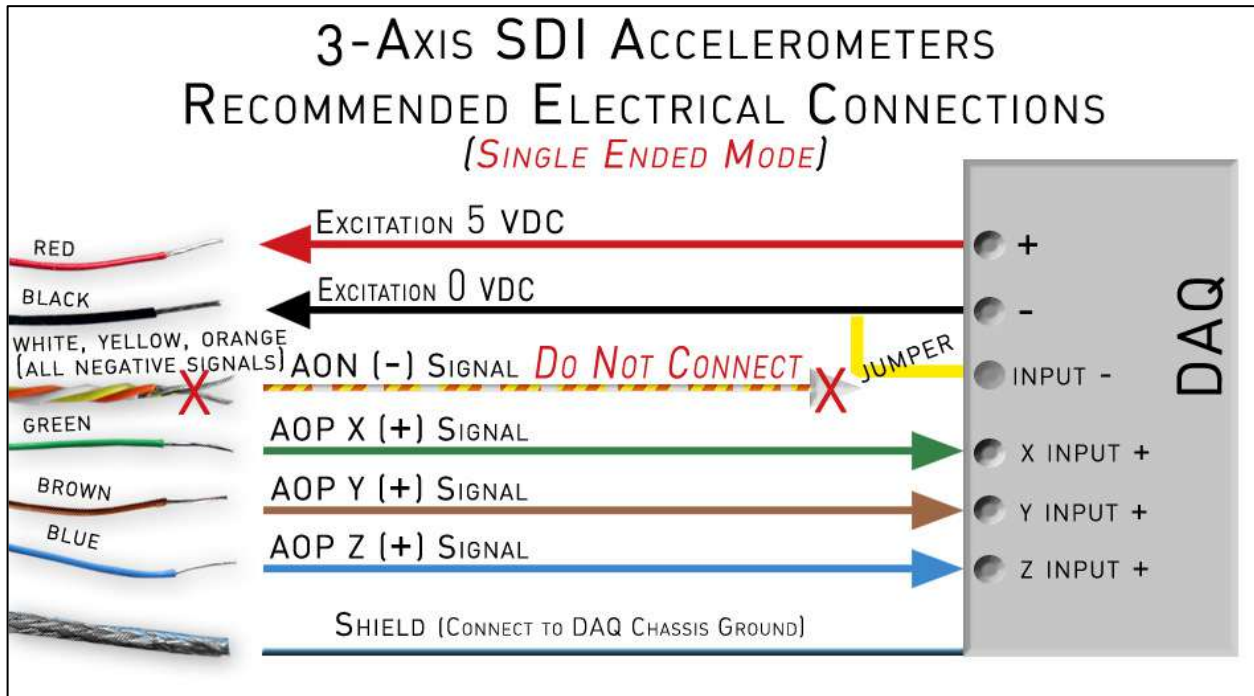 3-Axis SDI Accelerometers
Recommended Electrical Connections
(Single Ended Mode)
RED
Excitation 5 VDC
+
BLACK
Excitation 0 VDC
-
WHITE, YELLOW, ORANGE
(ALL NEGATIVE SIGNALS)
X
AON (-) Signal Do Not Connect
X
JUMPER
INPUT -
GREEN
AOP X (+) Signal
X INPUT +
BROWN
AOP Y (+) Signal
Y INPUT +
BLUE
AOP Z (+) Signal
Z INPUT +
Shield (Connect to DAQ Chassis Ground)
DAQ